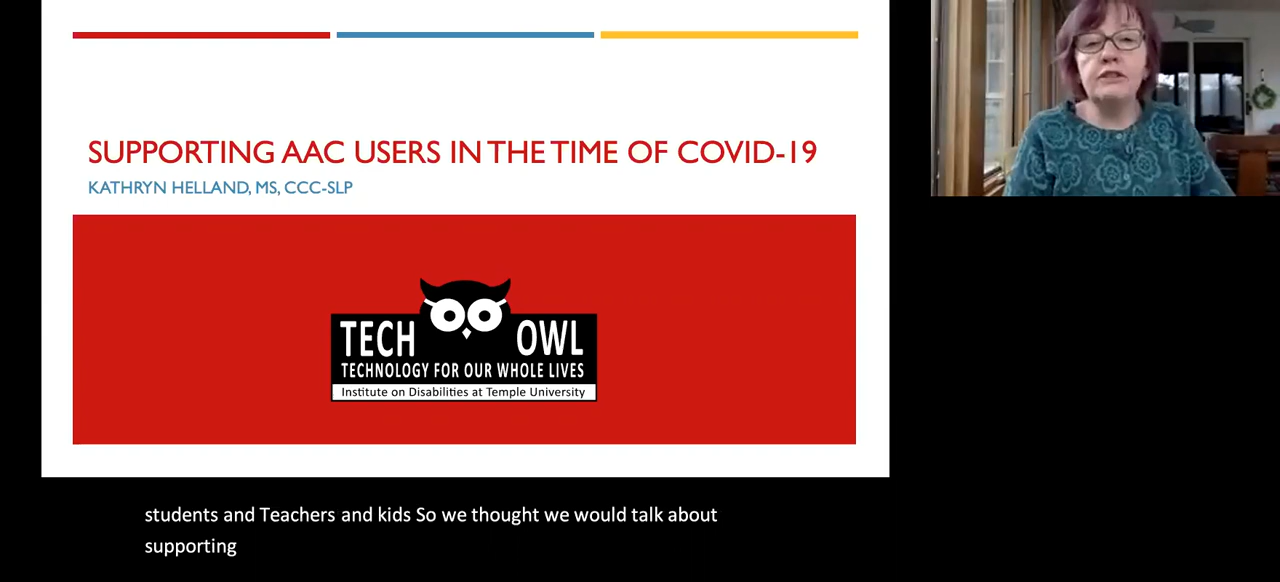 SUPPORTING AAC USERS IN THE TIME OF COVID-19
KATHRYN HELLAND, MS, CCC-SLP
TECH OWL
TECHNOLOGY FOR OUR WHOLE LIVES
Institute on Disabilities at Temple University
students and Teachers and kids So we thought we would talk about
supporting